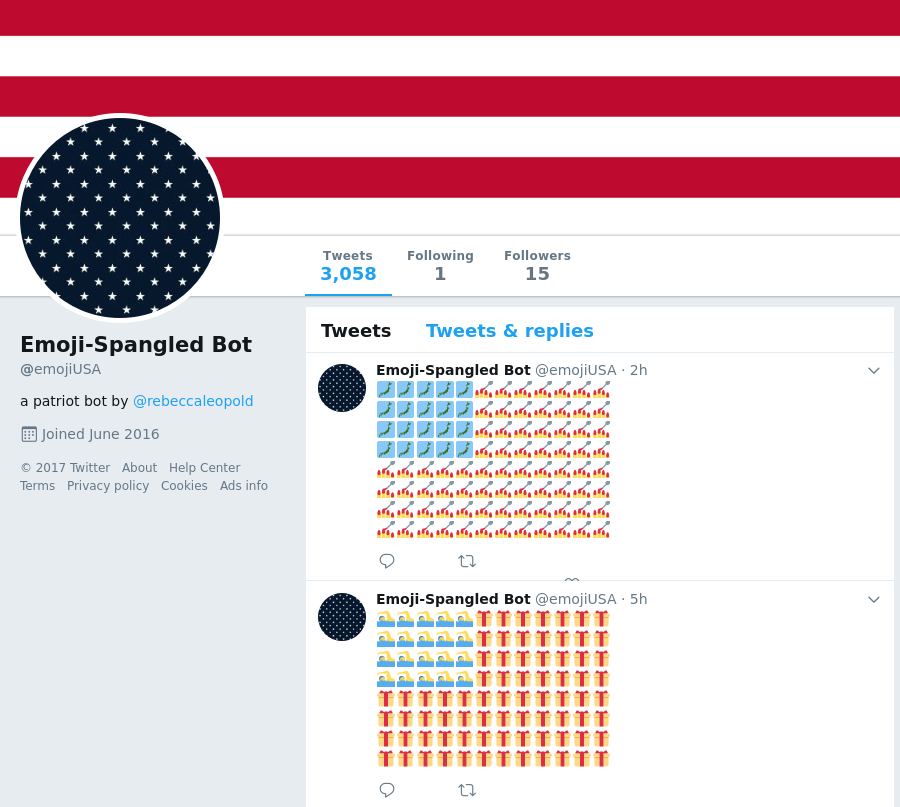 Tweets Following Followers
3,058 1 15
Emoji-Spangled Bot
@emojiUSA
a patriot bot by @rebeccaleopold
Joined June 2016
© 2017 Twitter About Help Center
Terms Privacy policy Cookies Ads info
Tweets Tweets & replies
Emoji-Spangled Bot @emojiUSA · 2h
Emoji-Spangled Bot @emojiUSA · 5h